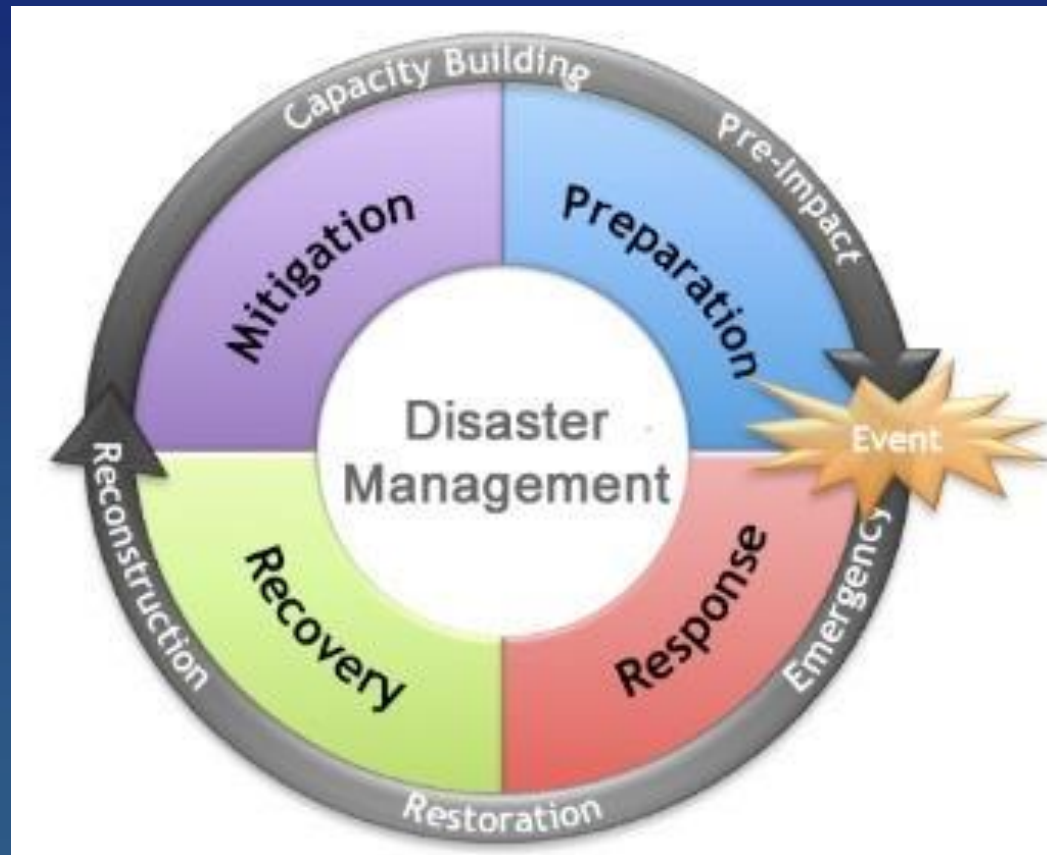 Capacity Building
Pre-Impact
Mitigation
Preparation
Disaster
Management
Event
Reconstruction
Recovery
Response
Emergency
Restoration